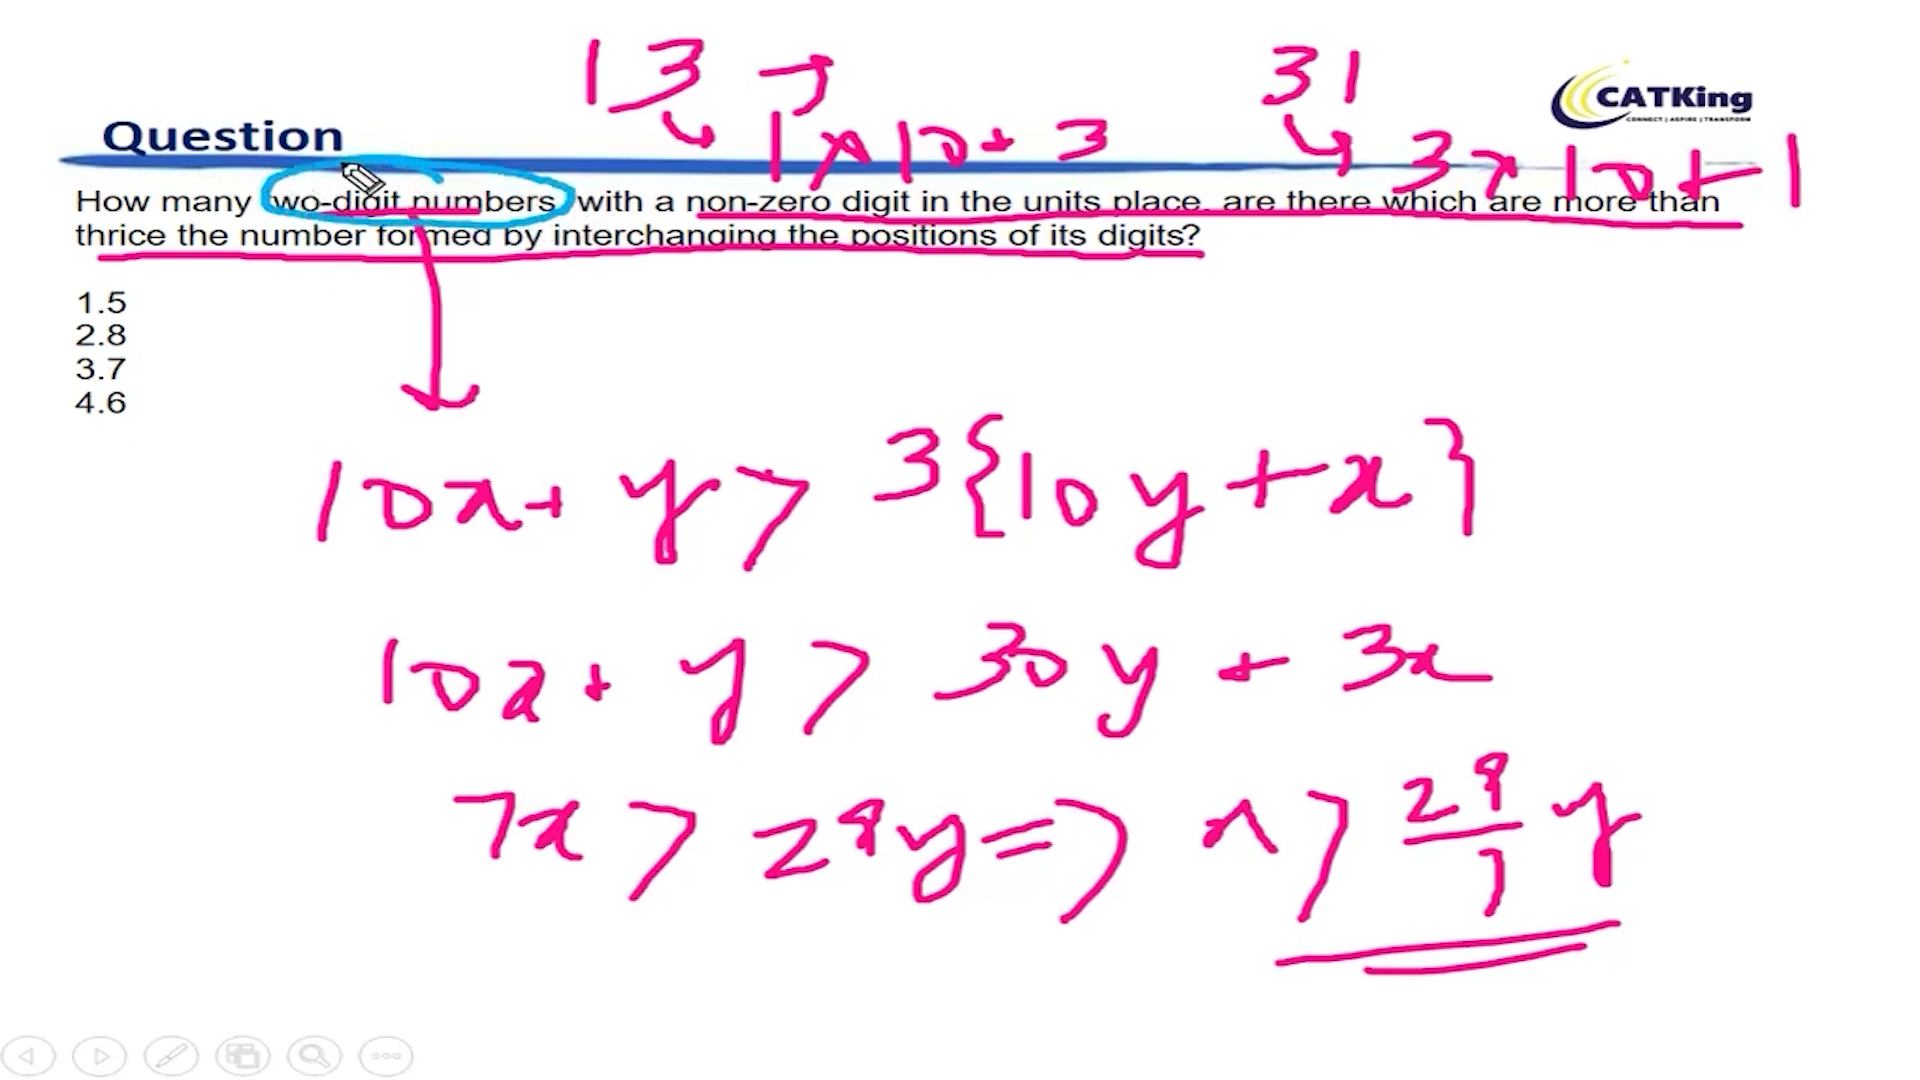 13 → 31
↳ 1 x 10 + 3 ↳ 3 x 10 + 1
CATKing
CONNECT | ASPIRE | TRANSFORM
Question
How many two-digit numbers, with a non-zero digit in the units place, are there which are more than
thrice the number formed by interchanging the positions of its digits?
1.5
2.8
3.7
4.6
10x + y > 3{10y + x}
10x + y > 30y + 3x
7x > 29y => x > 29/7 y